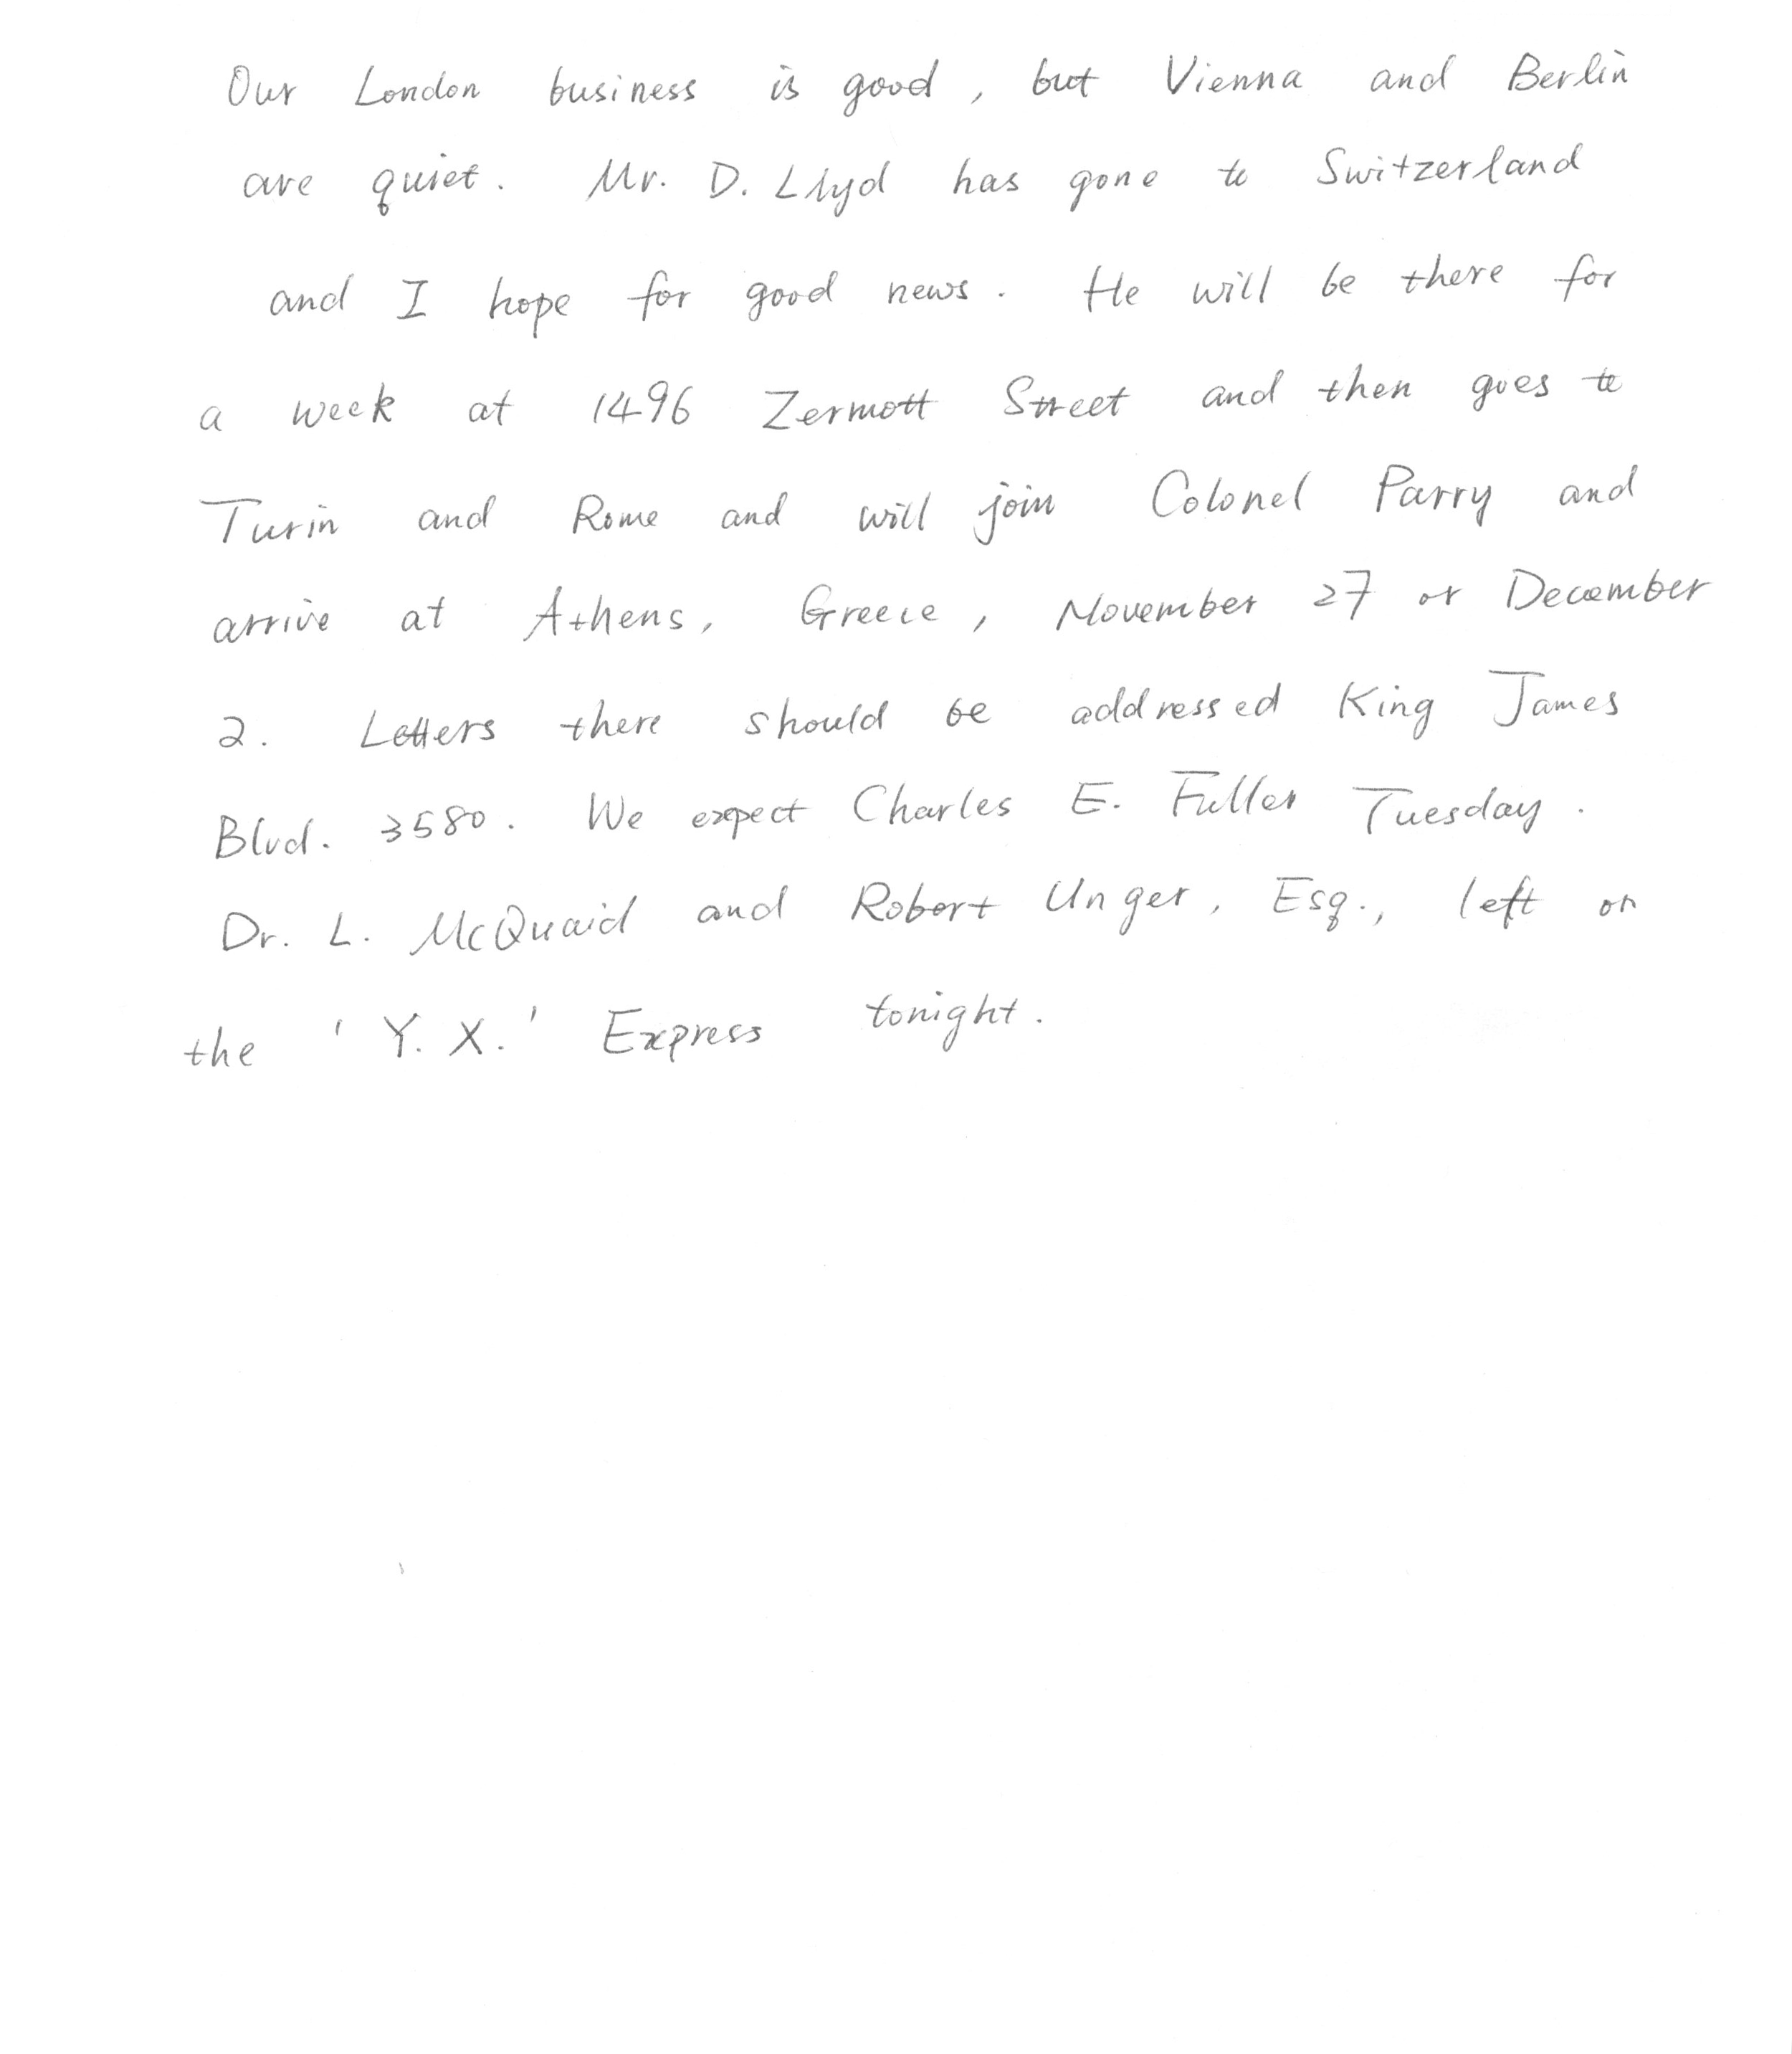 Our London business is good, but Vienna and Berlin
are quiet. Mr. D. Llyd has gone to Switzerland
and I hope for good news. He will be there for
a week at 1496 Zermott Street and then goes to
Turin and Rome and will join Colonel Parry and
arrive at Athens, Greece, November 27 or December
2. Letters there should be addressed King James
Blvd. 3580. We expect Charles E. Fuller Tuesday.
Dr. L. McQuaid and Robert Unger, Esq., left on
the 'Y. X.' Express tonight.